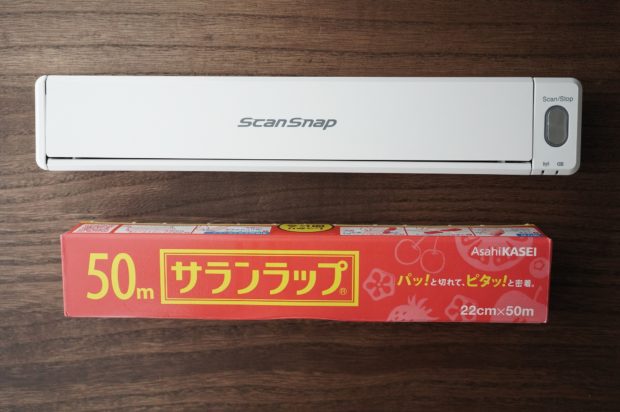 ScanSnap
Scan/Stop
AsahiKASEI
50m
サランラップ®
パッ!と切れて、ピタッ!と密着。
22cm×50m